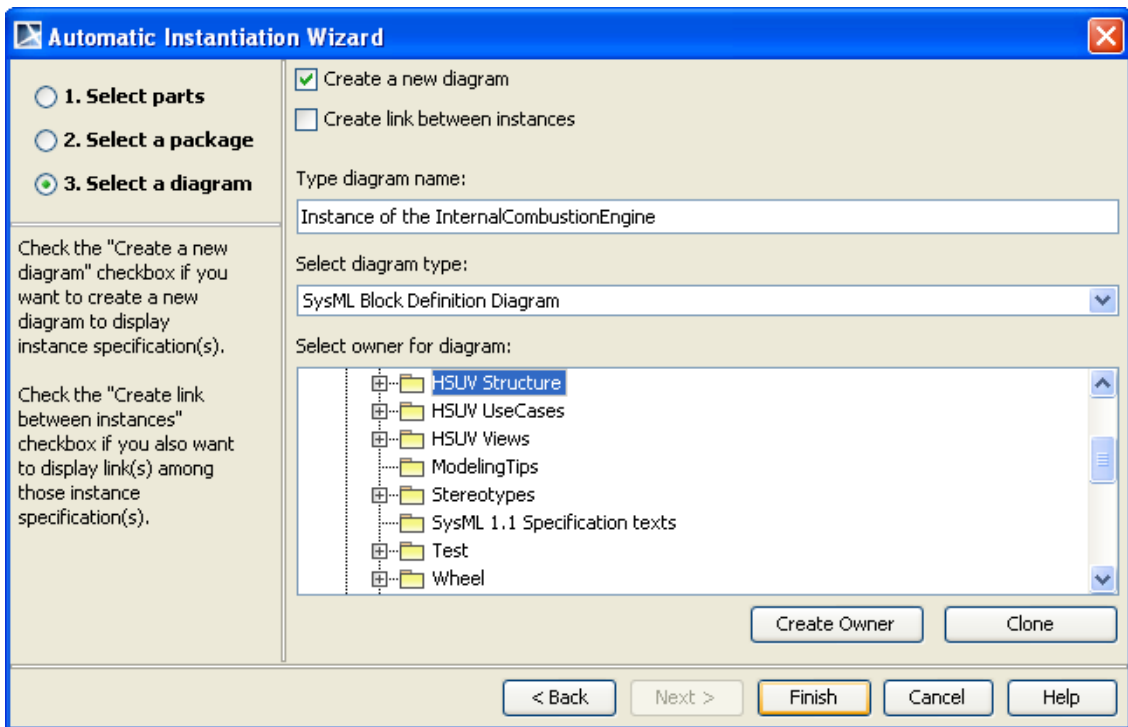 Automatic Instantiation Wizard
1. Select parts
2. Select a package
3. Select a diagram
Check the "Create a new
diagram" checkbox if you
want to create a new
diagram to display
instance specification(s).
Check the "Create link
between instances"
checkbox if you also want
to display link(s) among
those instance
specification(s).
Create a new diagram
Create link between instances
Type diagram name:
Instance of the InternalCombustionEngine
Select diagram type:
SysML Block Definition Diagram
Select owner for diagram:
HSUV Structure
HSUV UseCases
HSUV Views
ModelingTips
Stereotypes
SysML 1.1 Specification texts
Test
Wheel
Create Owner
Clone
< Back
Next >
Finish
Cancel
Help